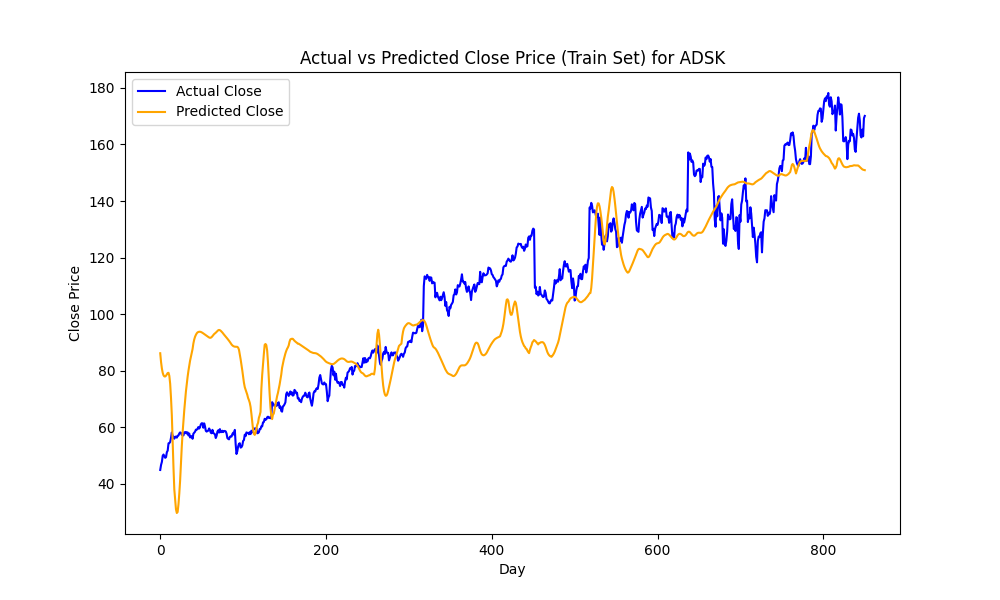 Actual vs Predicted Close Price (Train Set) for ADSK
Actual Close
Predicted Close
180
160
140
120
100
80
60
40
Close Price
0 200 400 600 800
Day